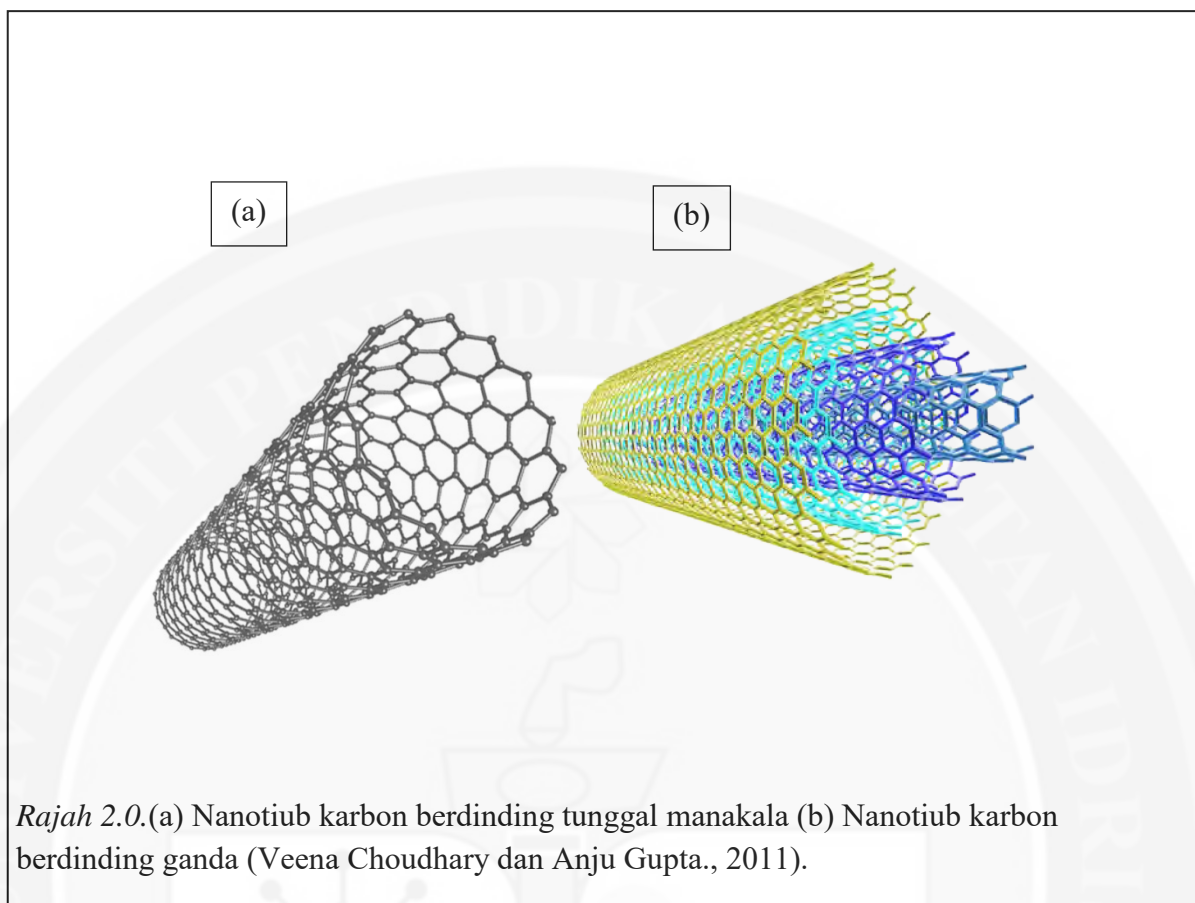 (a)
(b)
Rajah 2.0.(a) Nanotiub karbon berdinding tunggal manakala (b) Nanotiub karbon
berdinding ganda (Veena Choudhary dan Anju Gupta., 2011).